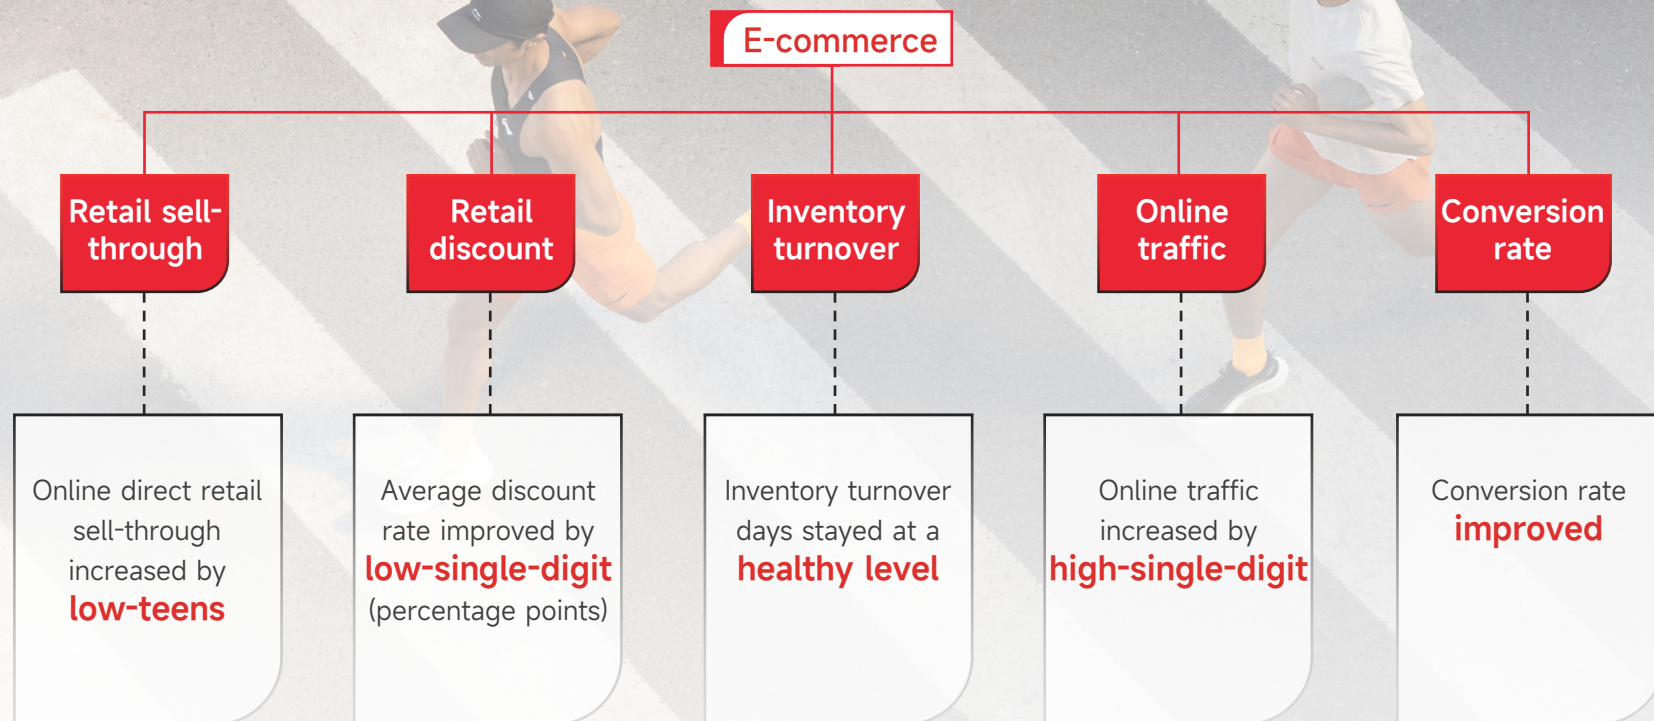 E-commerce
Retail sell-
through
Retail
discount
Inventory
turnover
Online
traffic
Conversion
rate
Online direct retail
sell-through
increased by
low-teens
Average discount
rate improved by
low-single-digit
(percentage points)
Inventory turnover
days stayed at a
healthy level
Online traffic
increased by
high-single-digit
Conversion rate
improved